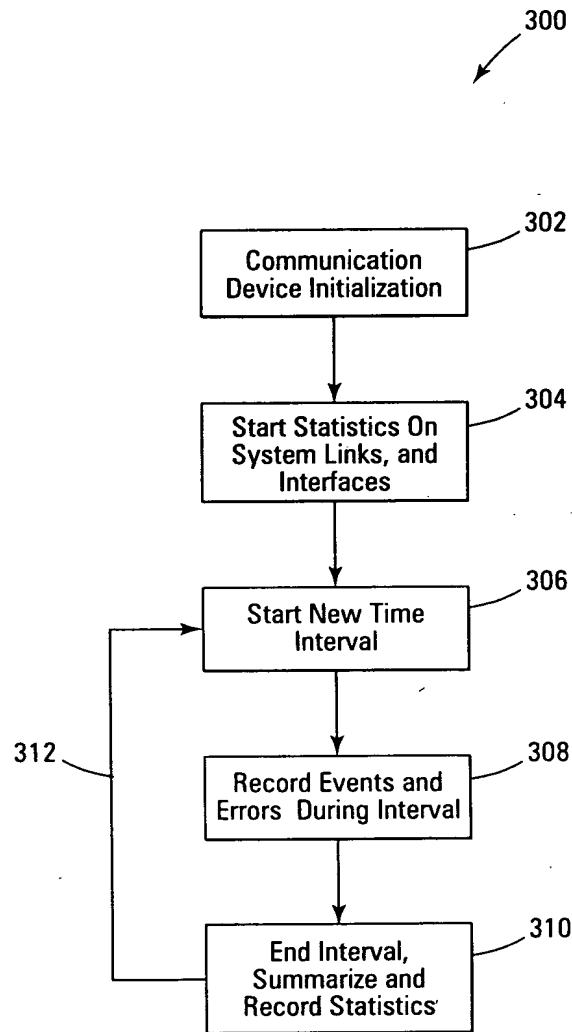 300
302
Communication
Device Initialization
304
Start Statistics On
System Links, and
Interfaces
306
Start New Time
Interval
312
308
Record Events and
Errors During Interval
310
End Interval,
Summarize and
Record Statistics